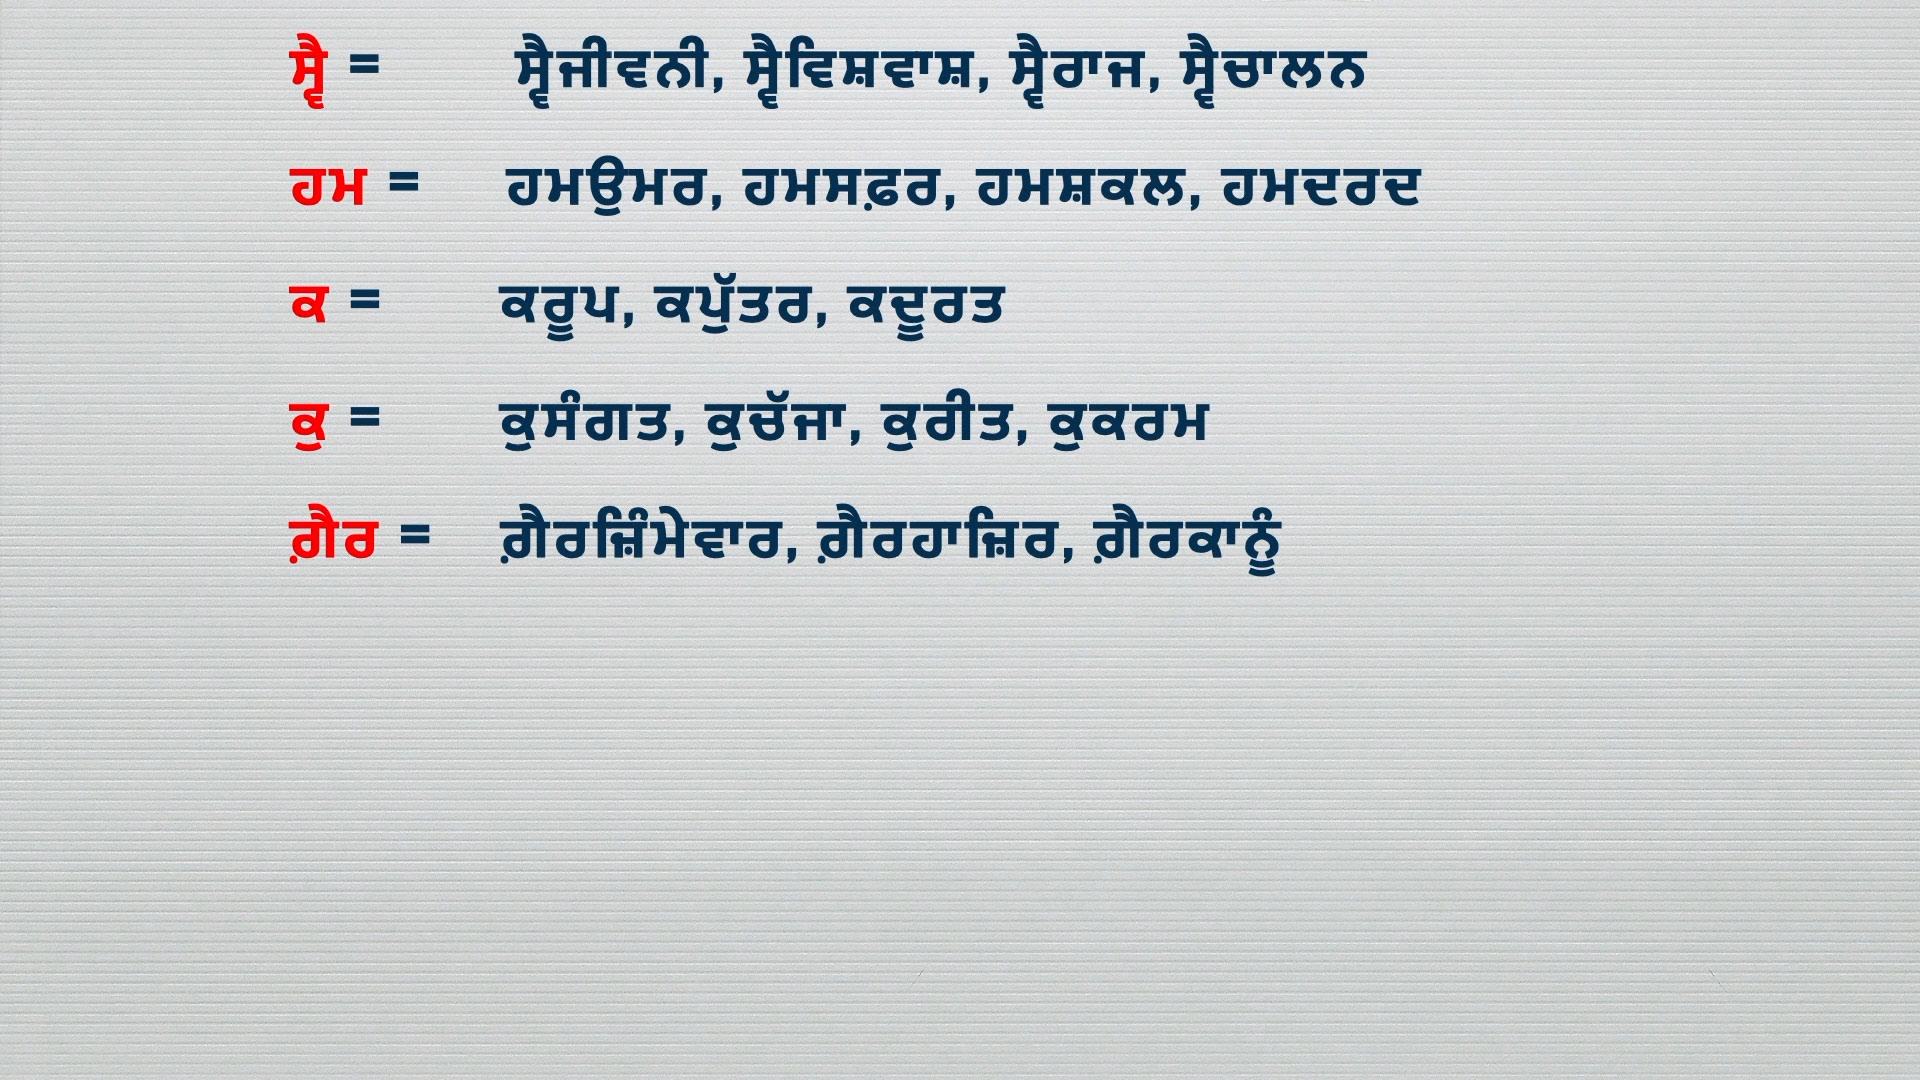 ਸ੍ਵੈ = ਸ੍ਵੈਜੀਵਨੀ, ਸ੍ਵੈਵਿਸ਼ਵਾਸ਼, ਸ੍ਵੈਰਾਜ, ਸ੍ਵੈਚਾਲਨ
ਹਮ = ਹਮਉਮਰ, ਹਮਸਫ਼ਰ, ਹਮਸ਼ਕਲ, ਹਮਦਰਦ
ਕ = ਕਰੂਪ, ਕਪੁੱਤਰ, ਕਦੂਰਤ
ਕੁ = ਕੁਸੰਗਤ, ਕੁਚੱਜਾ, ਕੁਰੀਤ, ਕੁਕਰਮ
ਗ਼ੈਰ = ਗ਼ੈਰਜ਼ਿੰਮੇਵਾਰ, ਗ਼ੈਰਹਾਜ਼ਿਰ, ਗ਼ੈਰਕਾਨੂੰ